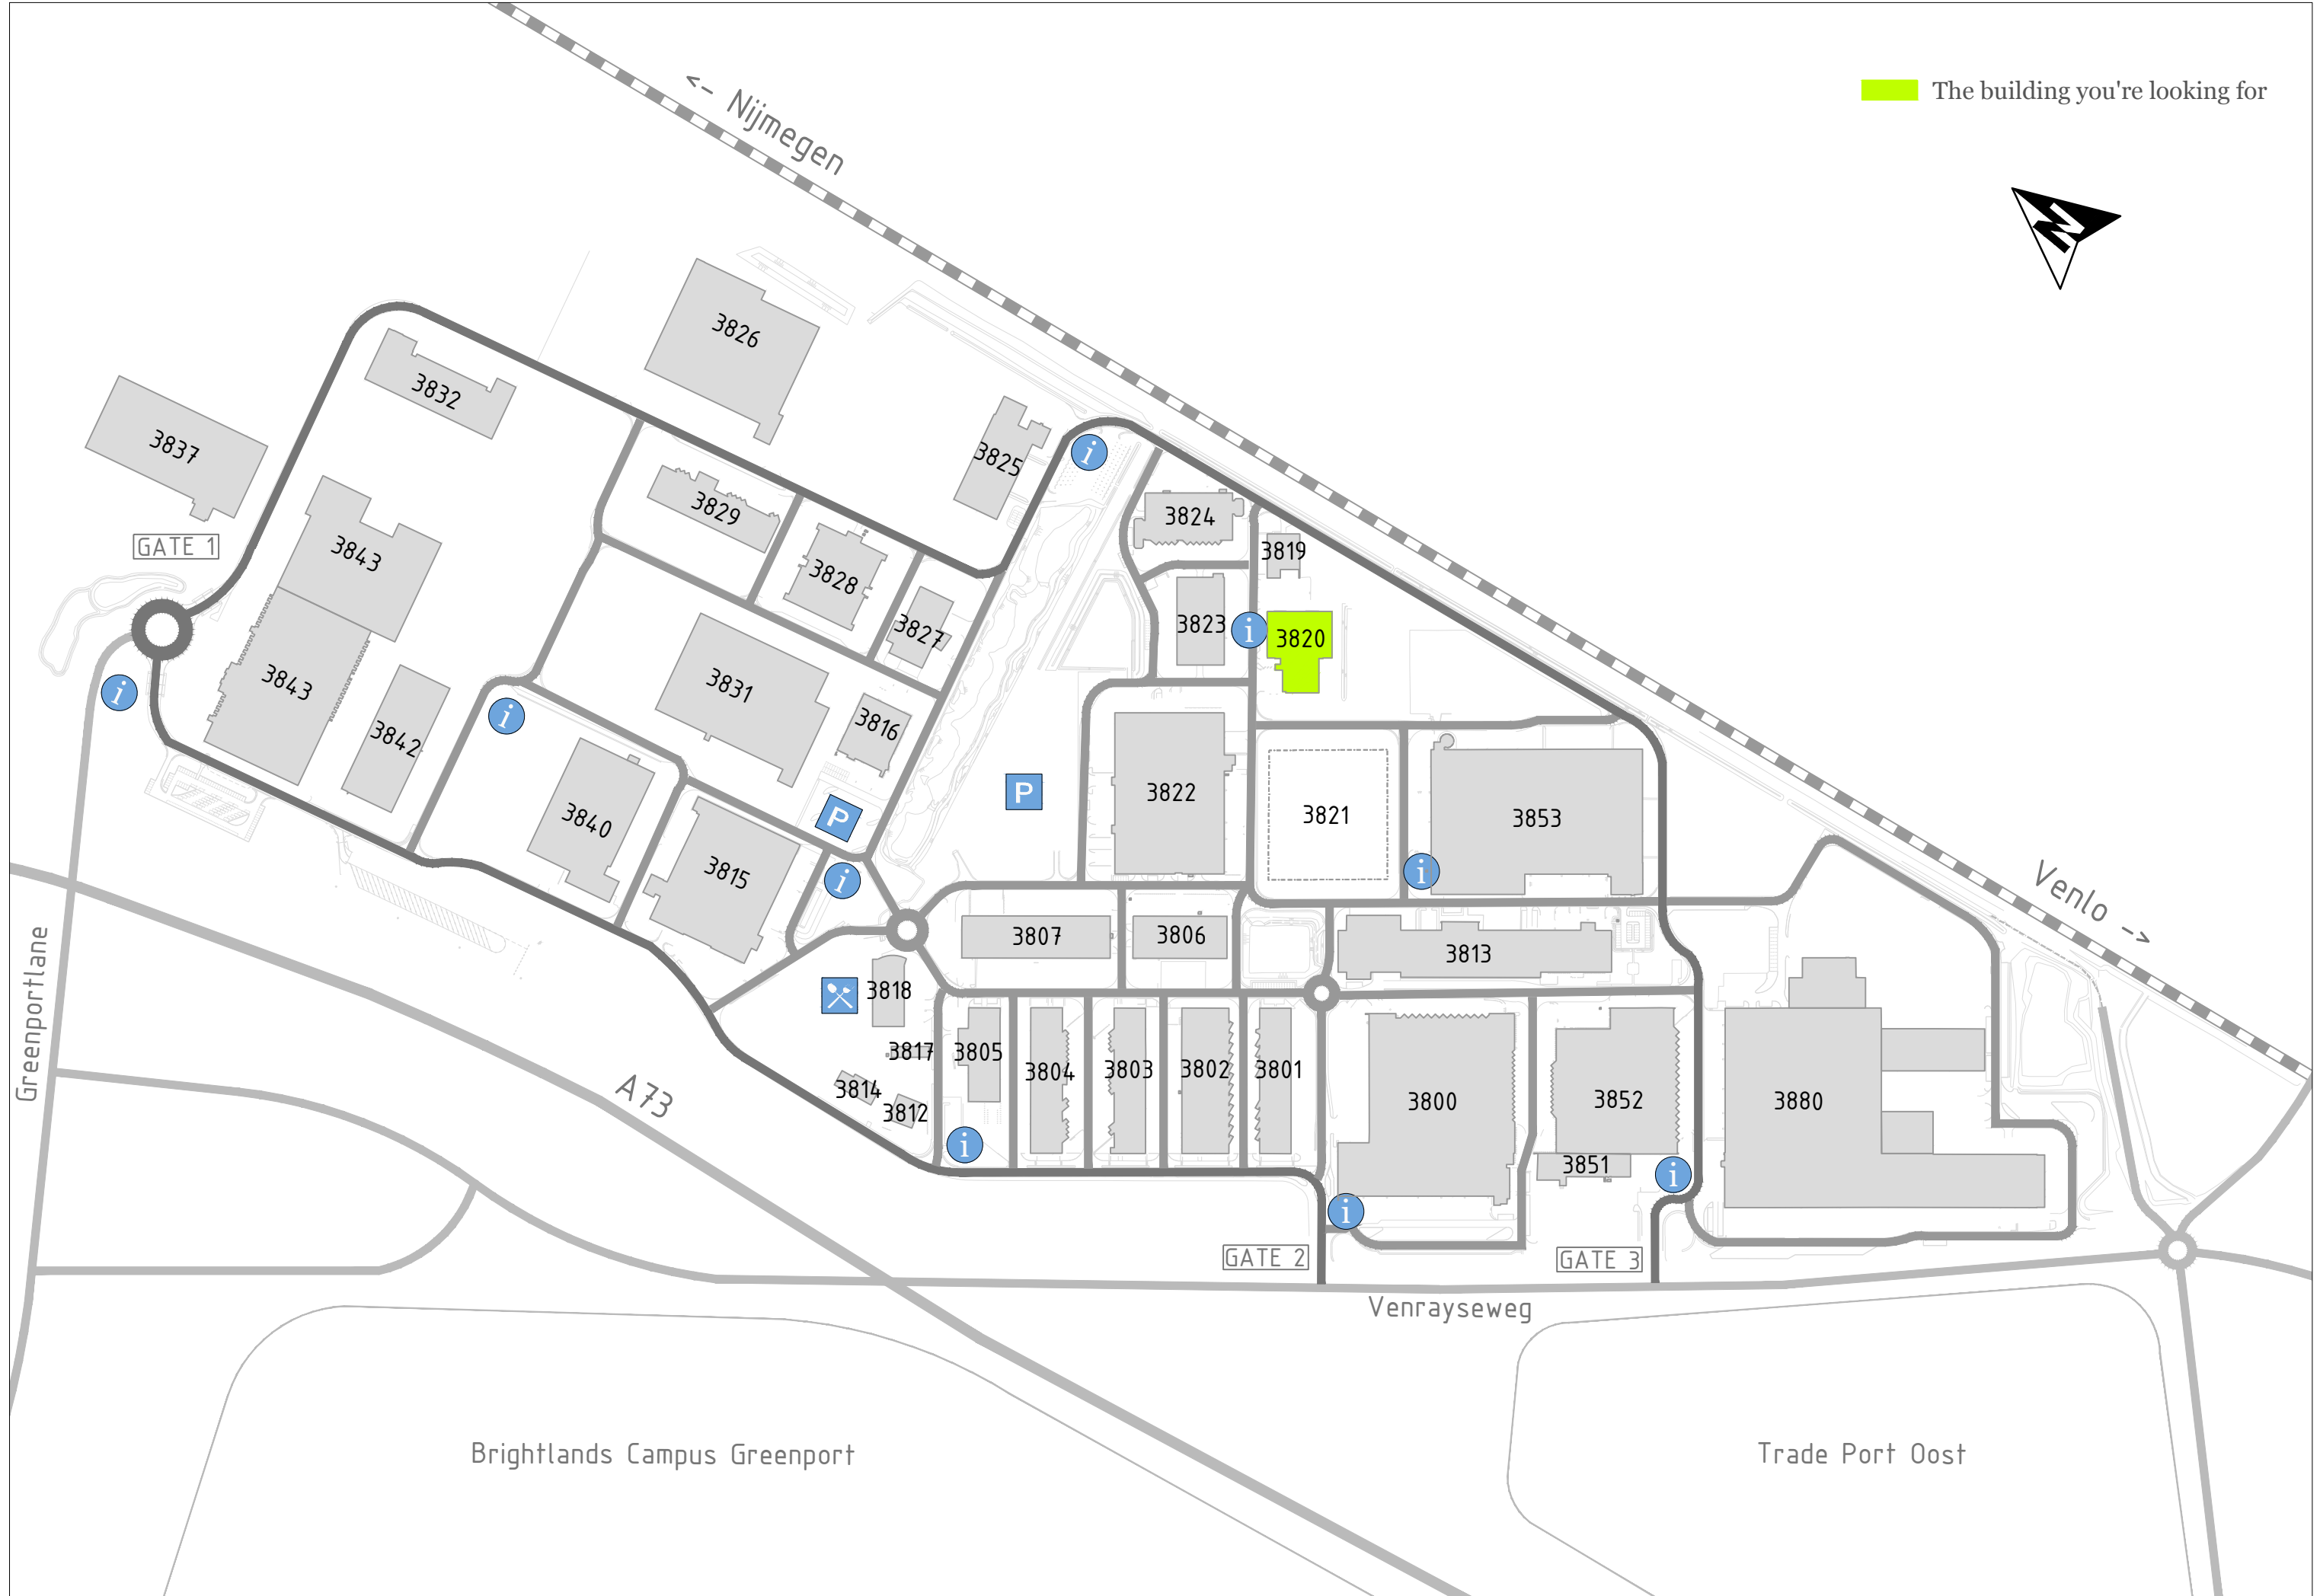 <- Nijmegen
The building you're looking for
N
3826
3832
3837
3825
3829
3824
GATE 1
3843
3819
3828
3823
3820
3827
3843
3831
3842
3816
i
i
i
i
P
P
3822
3821
3853
3840
3815
i
i
Venlo ->
3807
3806
3813
Greenportlane
3818
3817
3805
3804
3803
3802
3801
3800
3852
3880
A73
3814
3812
i
3851
i
i
GATE 2
GATE 3
Venrayseweg
Brightlands Campus Greenport
Trade Port Oost